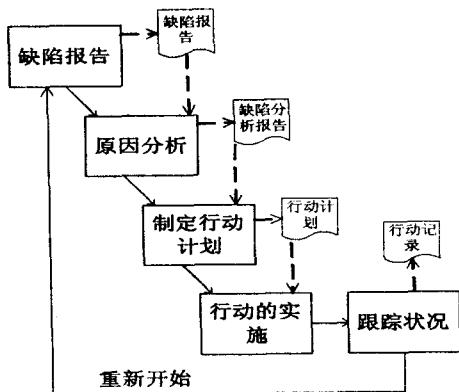 缺陷报
告
缺陷报告
缺陷分
析报告
原因分析
行动计
划
制定行动
计划
行动记
录
行动的实
施
跟踪状况
重新开始